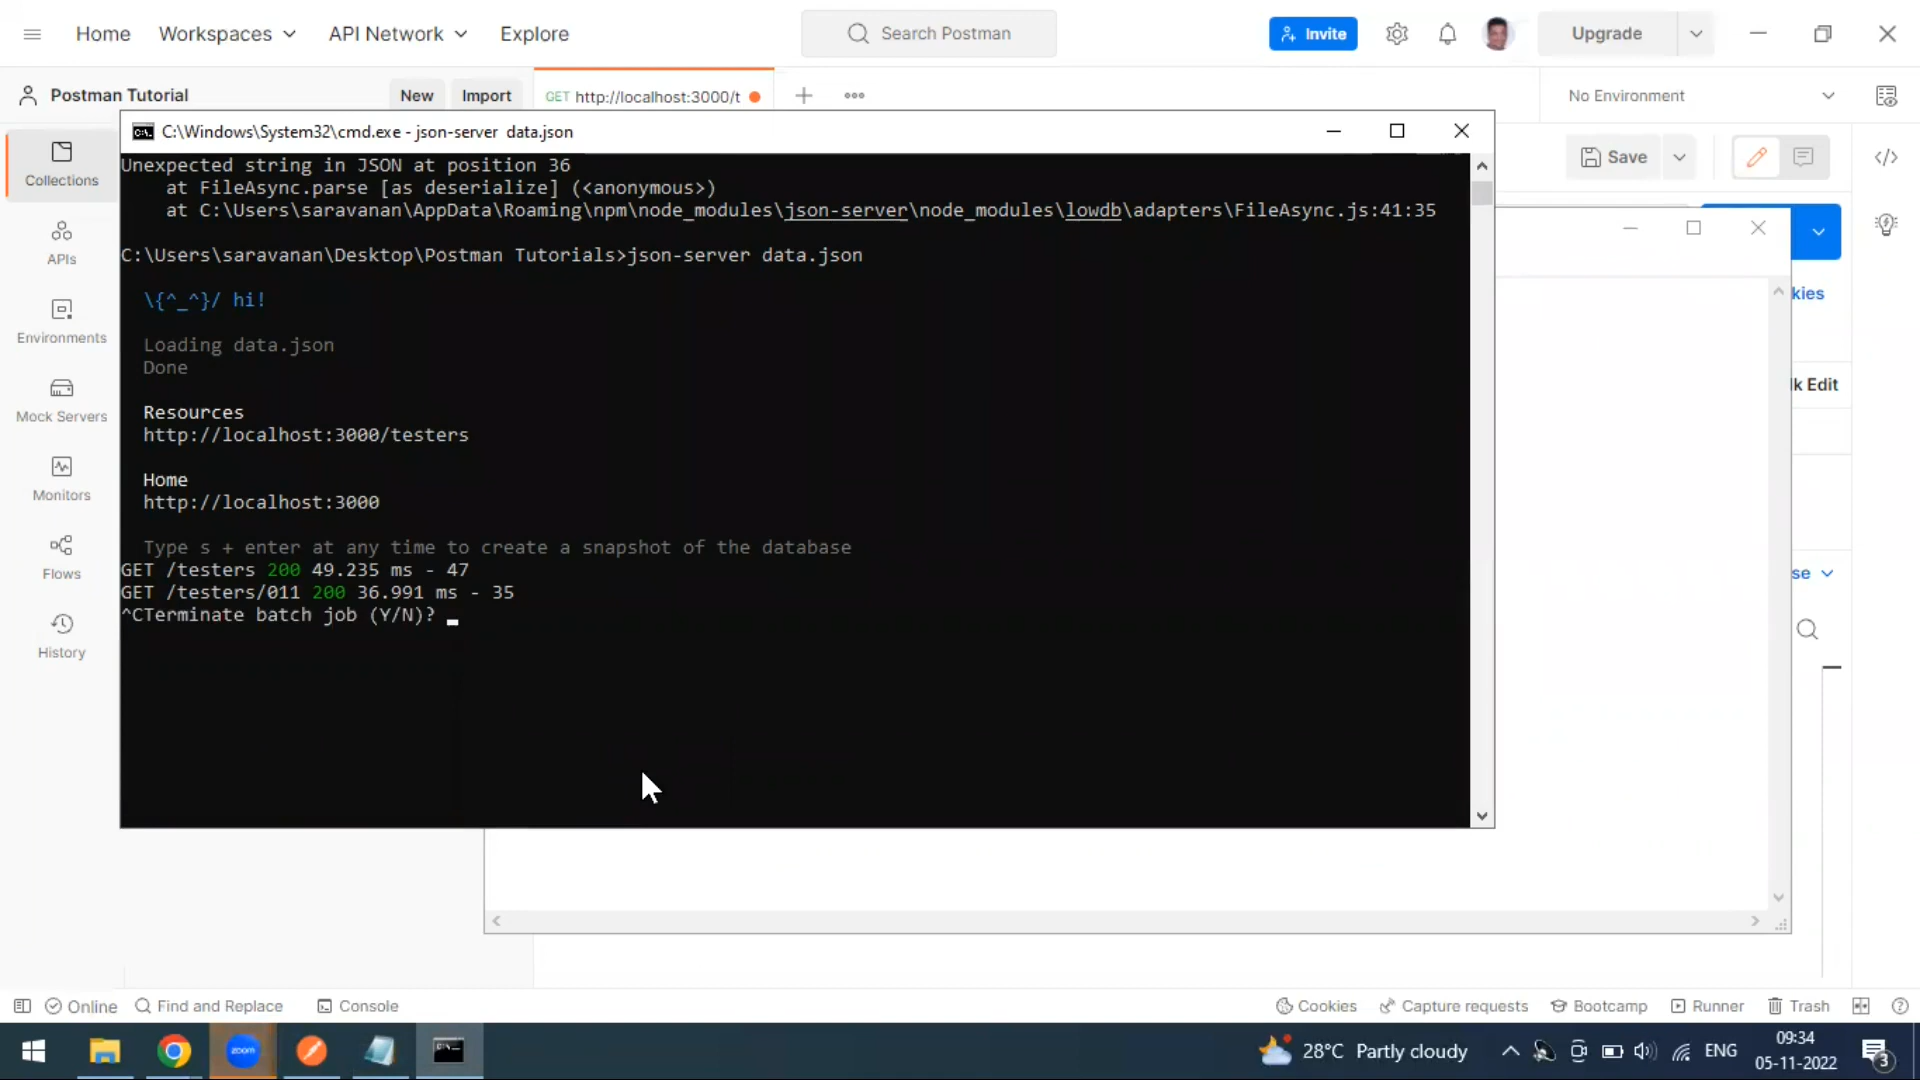 Home
Workspaces
API Network
Explore
Search Postman
Invite
Upgrade
Postman Tutorial
New
Import
GET http://localhost:3000/t
No Environment
C:\Windows\System32\cmd.exe - json-server data.json
Save
Unexpected string in JSON at position 36
at FileAsync.parse [as deserialize] (<anonymous>)
at C:\Users\saravanan\AppData\Roaming\npm\node_modules\json-server\node_modules\lowdb\adapters\FileAsync.js:41:35
C:\Users\saravanan\Desktop\Postman Tutorials>json-server data.json
\{^_^}/ hi!
Loading data.json
Done
Resources
http://localhost:3000/testers
Home
http://localhost:3000
Type s + enter at any time to create a snapshot of the database
GET /testers 200 49.235 ms - 47
GET /testers/011 200 36.991 ms - 35
^CTerminate batch job (Y/N)?
Collections
APIs
Environments
Mock Servers
Monitors
Flows
History
kies
k Edit
se
Online
Find and Replace
Console
Cookies
Capture requests
Bootcamp
Runner
Trash
zoom
28°C Partly cloudy
ENG
09:34
05-11-2022
3